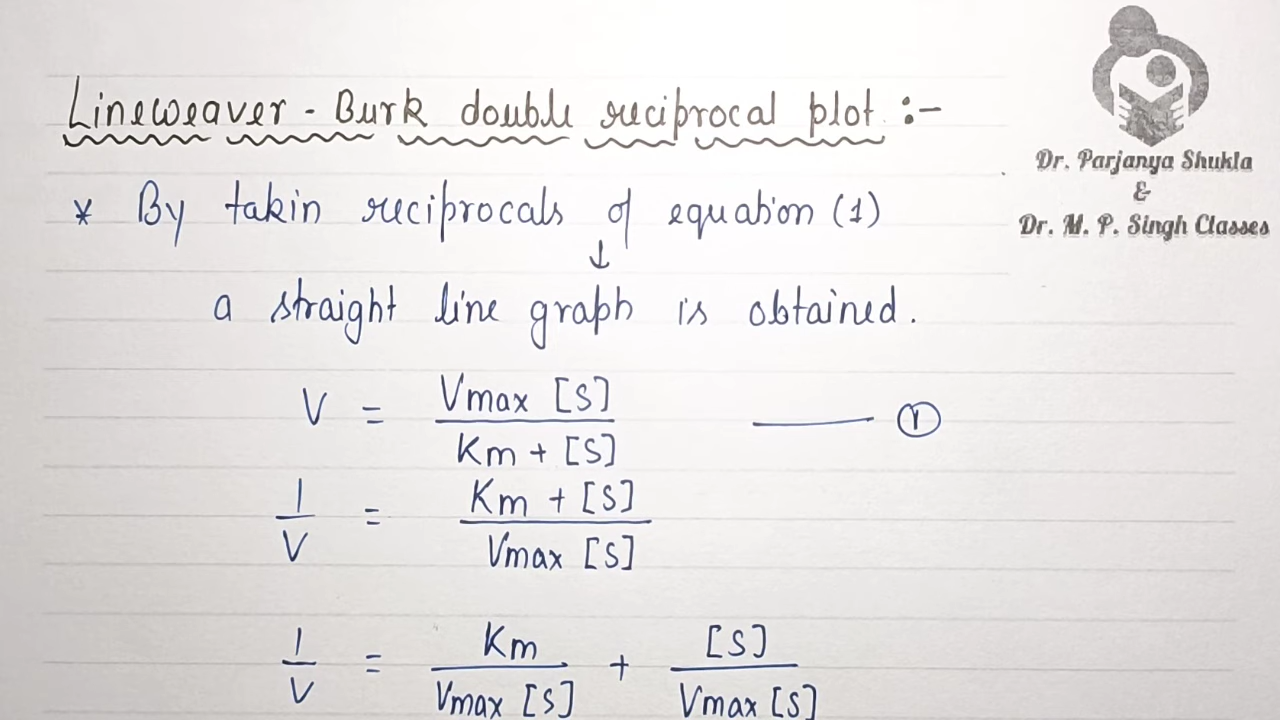 Lineweaver - Burk double reciprocal plot :-
Dr. Parjanya Shukla
&
Dr. M. P. Singh Classes
* By takin reciprocals of equation (1)
↓
a straight line graph is obtained.
V = Vmax [S] / Km + [S] —— ①
1/V = Km + [S] / Vmax [S]
1/V = Km / Vmax [S] + [S] / Vmax [S]